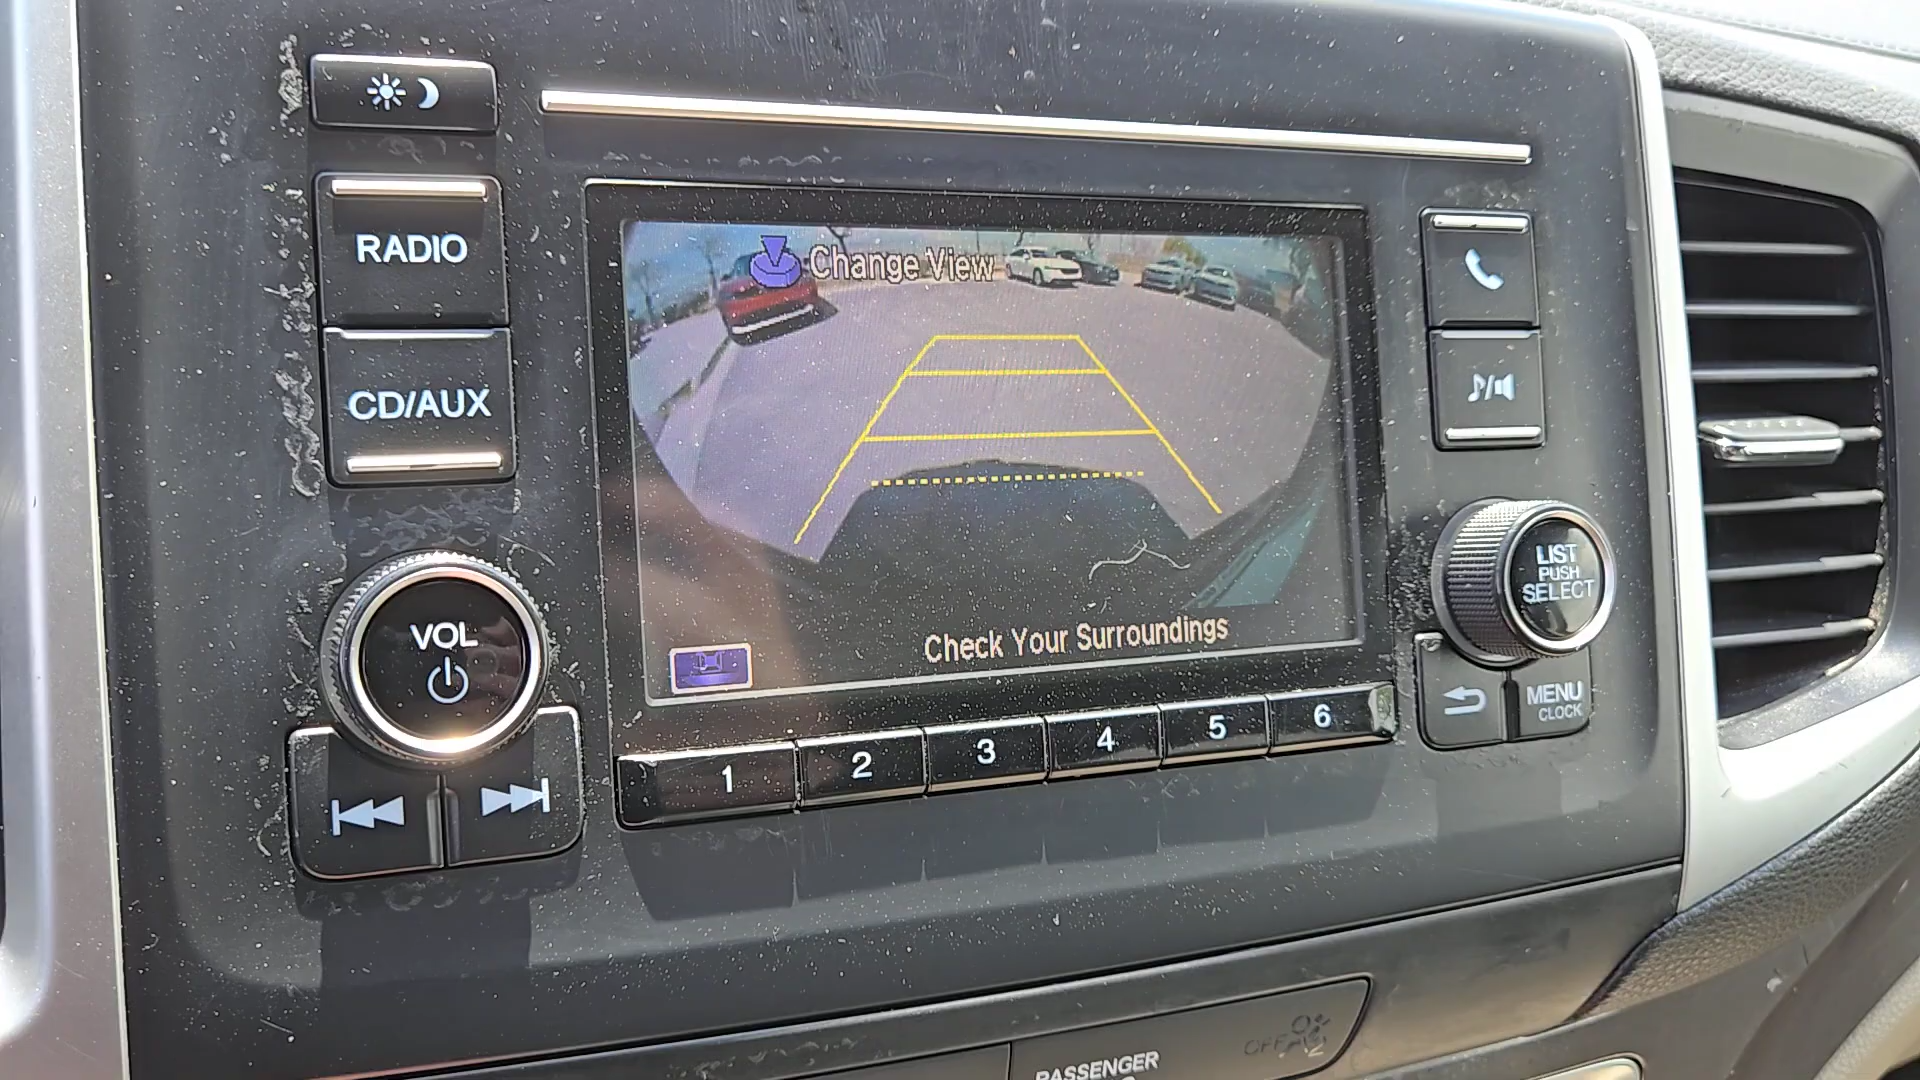 RADIO
CD/AUX
VOL
Change View
Check Your Surroundings
1 2 3 4 5 6
LIST
PUSH
SELECT
MENU
CLOCK
PASSENGER
OFF